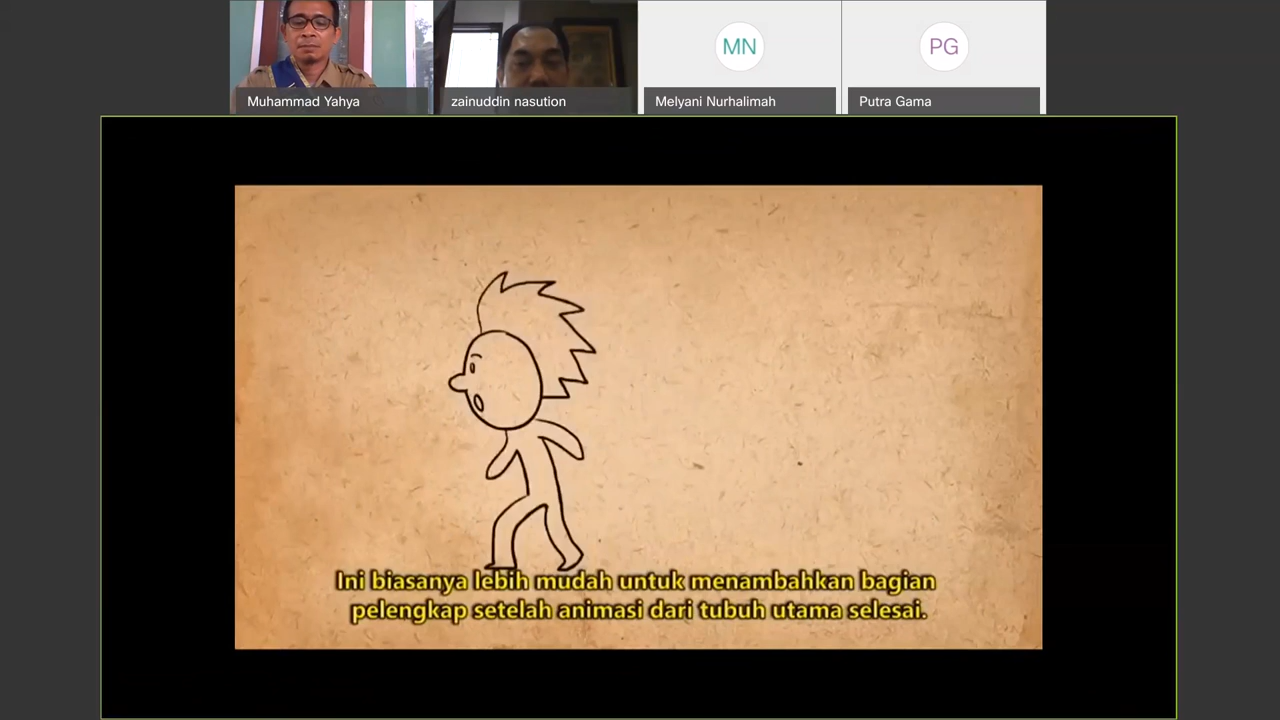 MN
PG
Muhammad Yahya
zainuddin nasution
Melyani Nurhalimah
Putra Gama
Ini biasanya lebih mudah untuk menambahkan bagian
pelengkap setelah animasi dari tubuh utama selesai.